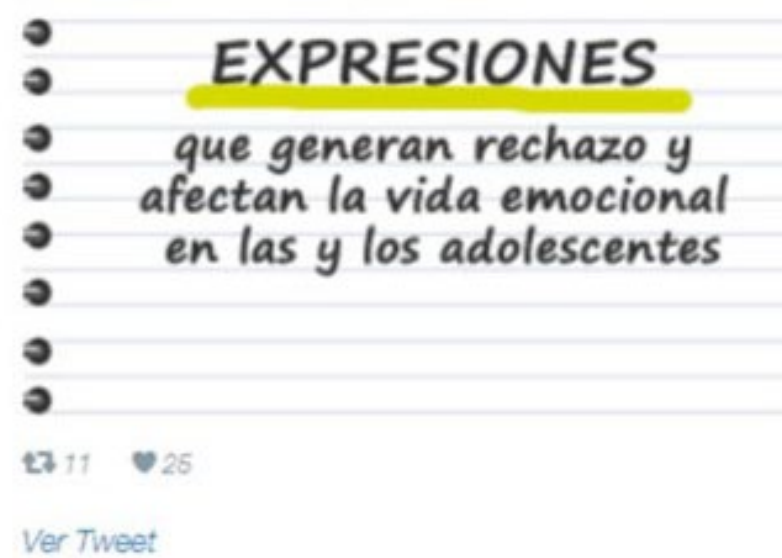 EXPRESIONES
que generan rechazo y
afectan la vida emocional
en las y los adolescentes
11 25
Ver Tweet